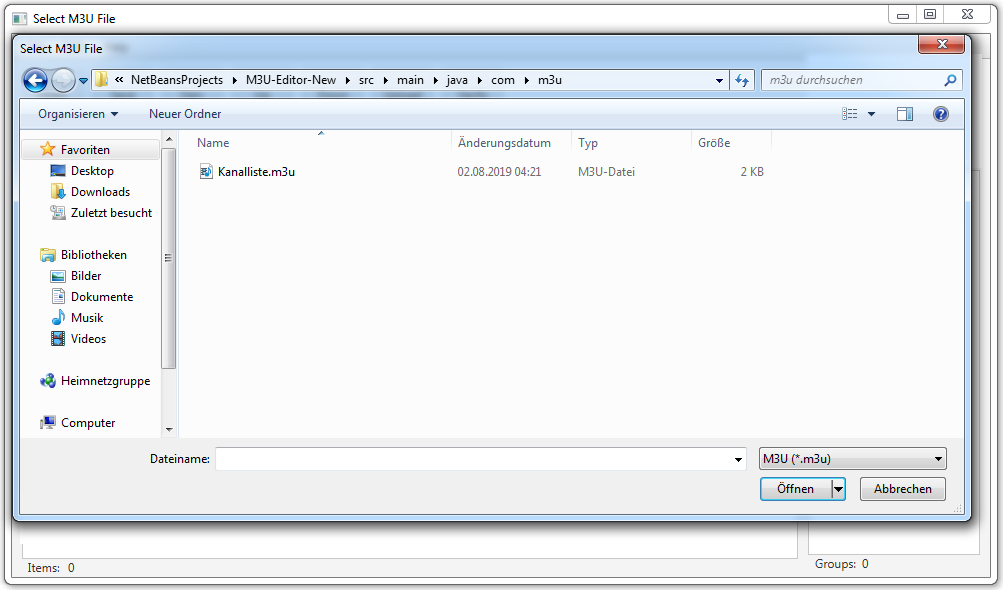 Select M3U File
Select M3U File
« NetBeansProjects M3U-Editor-New src main java com m3u
m3u durchsuchen
Organisieren Neuer Ordner
Name Änderungsdatum Typ Größe
Kanalliste.m3u 02.08.2019 04:21 M3U-Datei 2 KB
Favoriten
Desktop
Downloads
Zuletzt besucht
Bibliotheken
Bilder
Dokumente
Musik
Videos
Heimnetzgruppe
Computer
Dateiname: M3U (*.m3u)
Öffnen Abbrechen
Items: 0 Groups: 0